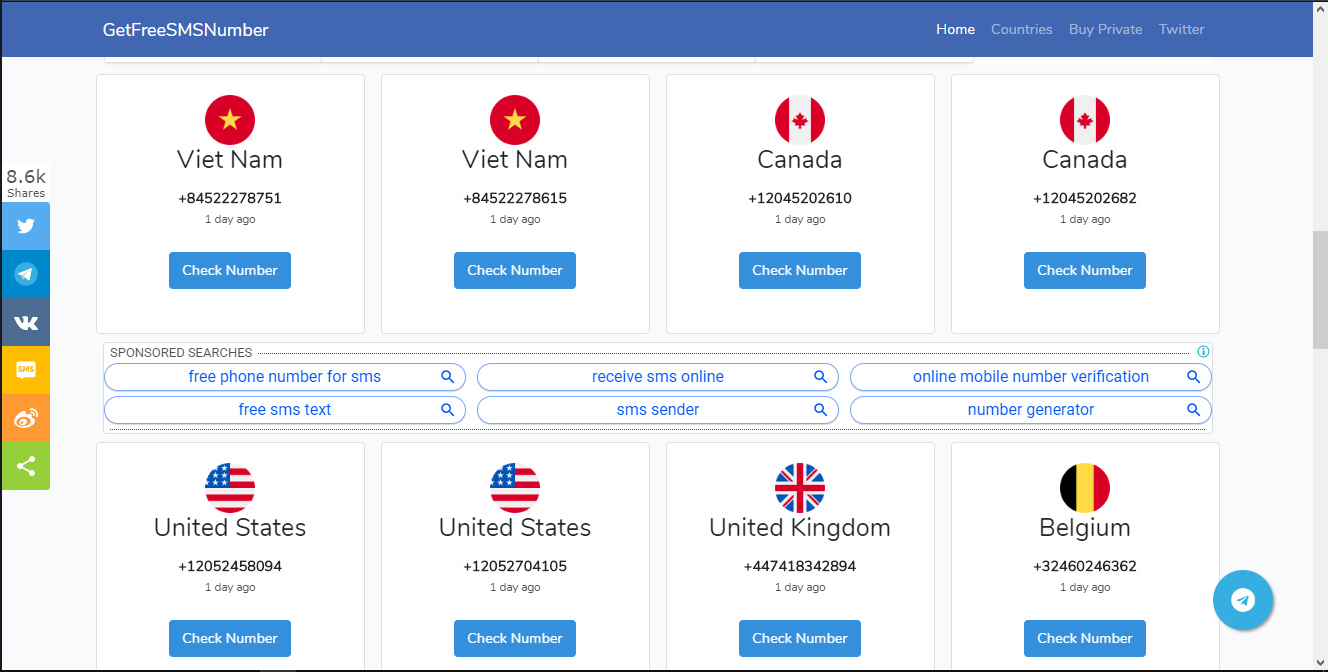 GetFreeSMSNumber
Home Countries Buy Private Twitter
Viet Nam Viet Nam Canada Canada
+84522278751 +84522278615 +12045202610 +12045202682
1 day ago 1 day ago 1 day ago 1 day ago
Check Number Check Number Check Number Check Number
8.6k
Shares
SMS
SPONSORED SEARCHES
free phone number for sms receive sms online online mobile number verification
free sms text sms sender number generator
United States United States United Kingdom Belgium
+12052458094 +12052704105 +447418342894 +32460246362
1 day ago 1 day ago 1 day ago 1 day ago
Check Number Check Number Check Number Check Number